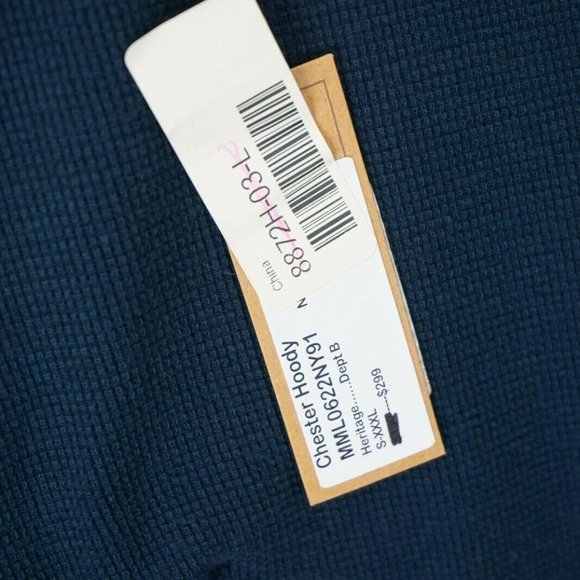 8872H-03-L
China
N
Chester Hoody
MML0622NY91
Heritage......Dept B
S-XXXL
-----$299